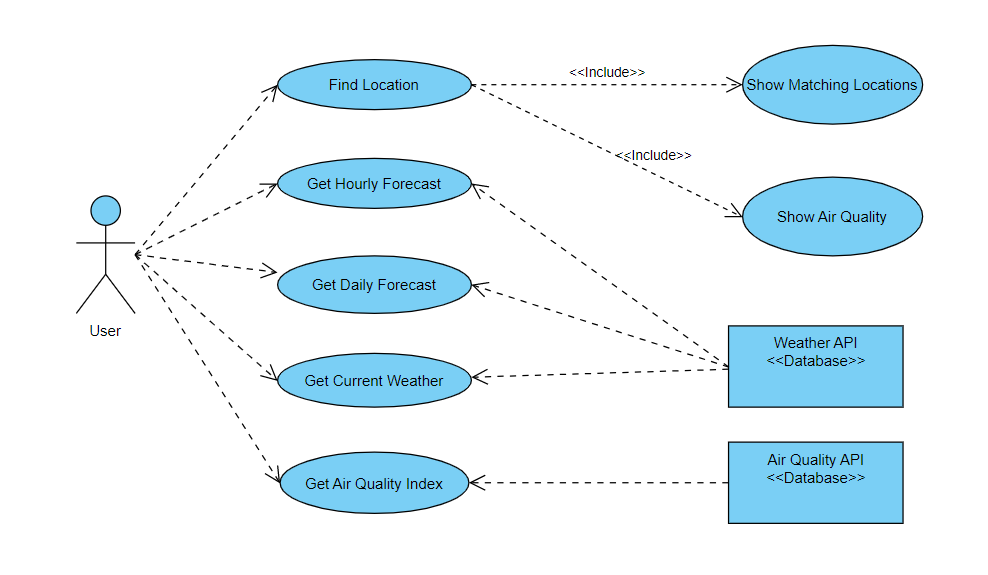 Find Location
<<Include>>
Show Matching Locations
<<Include>>
Get Hourly Forecast
Show Air Quality
Get Daily Forecast
User
Weather API
<<Database>>
Get Current Weather
Air Quality API
<<Database>>
Get Air Quality Index